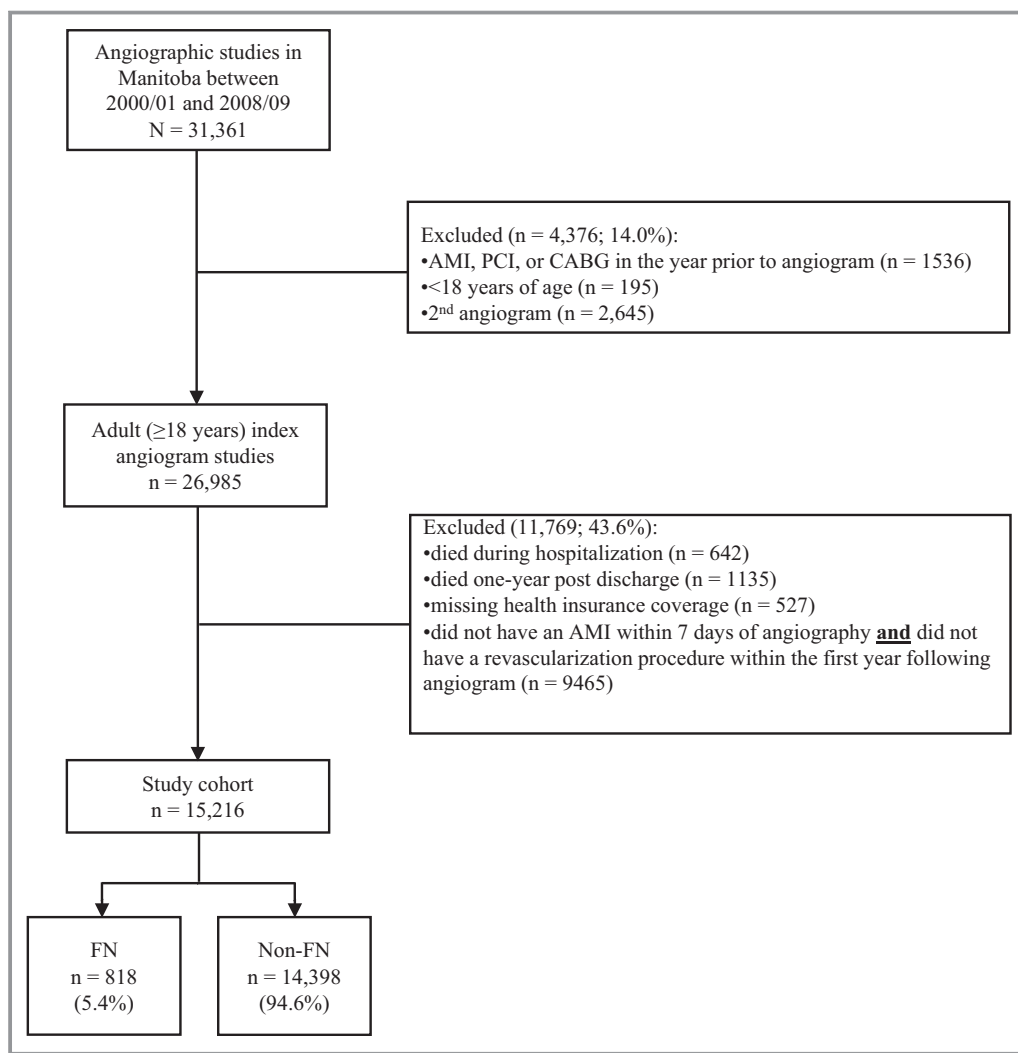 Angiographic studies in
Manitoba between
2000/01 and 2008/09
N = 31,361
Excluded (n = 4,376; 14.0%):
•AMI, PCI, or CABG in the year prior to angiogram (n = 1536)
•<18 years of age (n = 195)
•2nd angiogram (n = 2,645)
Adult (≥18 years) index
angiogram studies
n = 26,985
Excluded (11,769; 43.6%):
•died during hospitalization (n = 642)
•died one-year post discharge (n = 1135)
•missing health insurance coverage (n = 527)
•did not have an AMI within 7 days of angiography and did not
have a revascularization procedure within the first year following
angiogram (n = 9465)
Study cohort
n = 15,216
FN
n = 818
(5.4%)
Non-FN
n = 14,398
(94.6%)